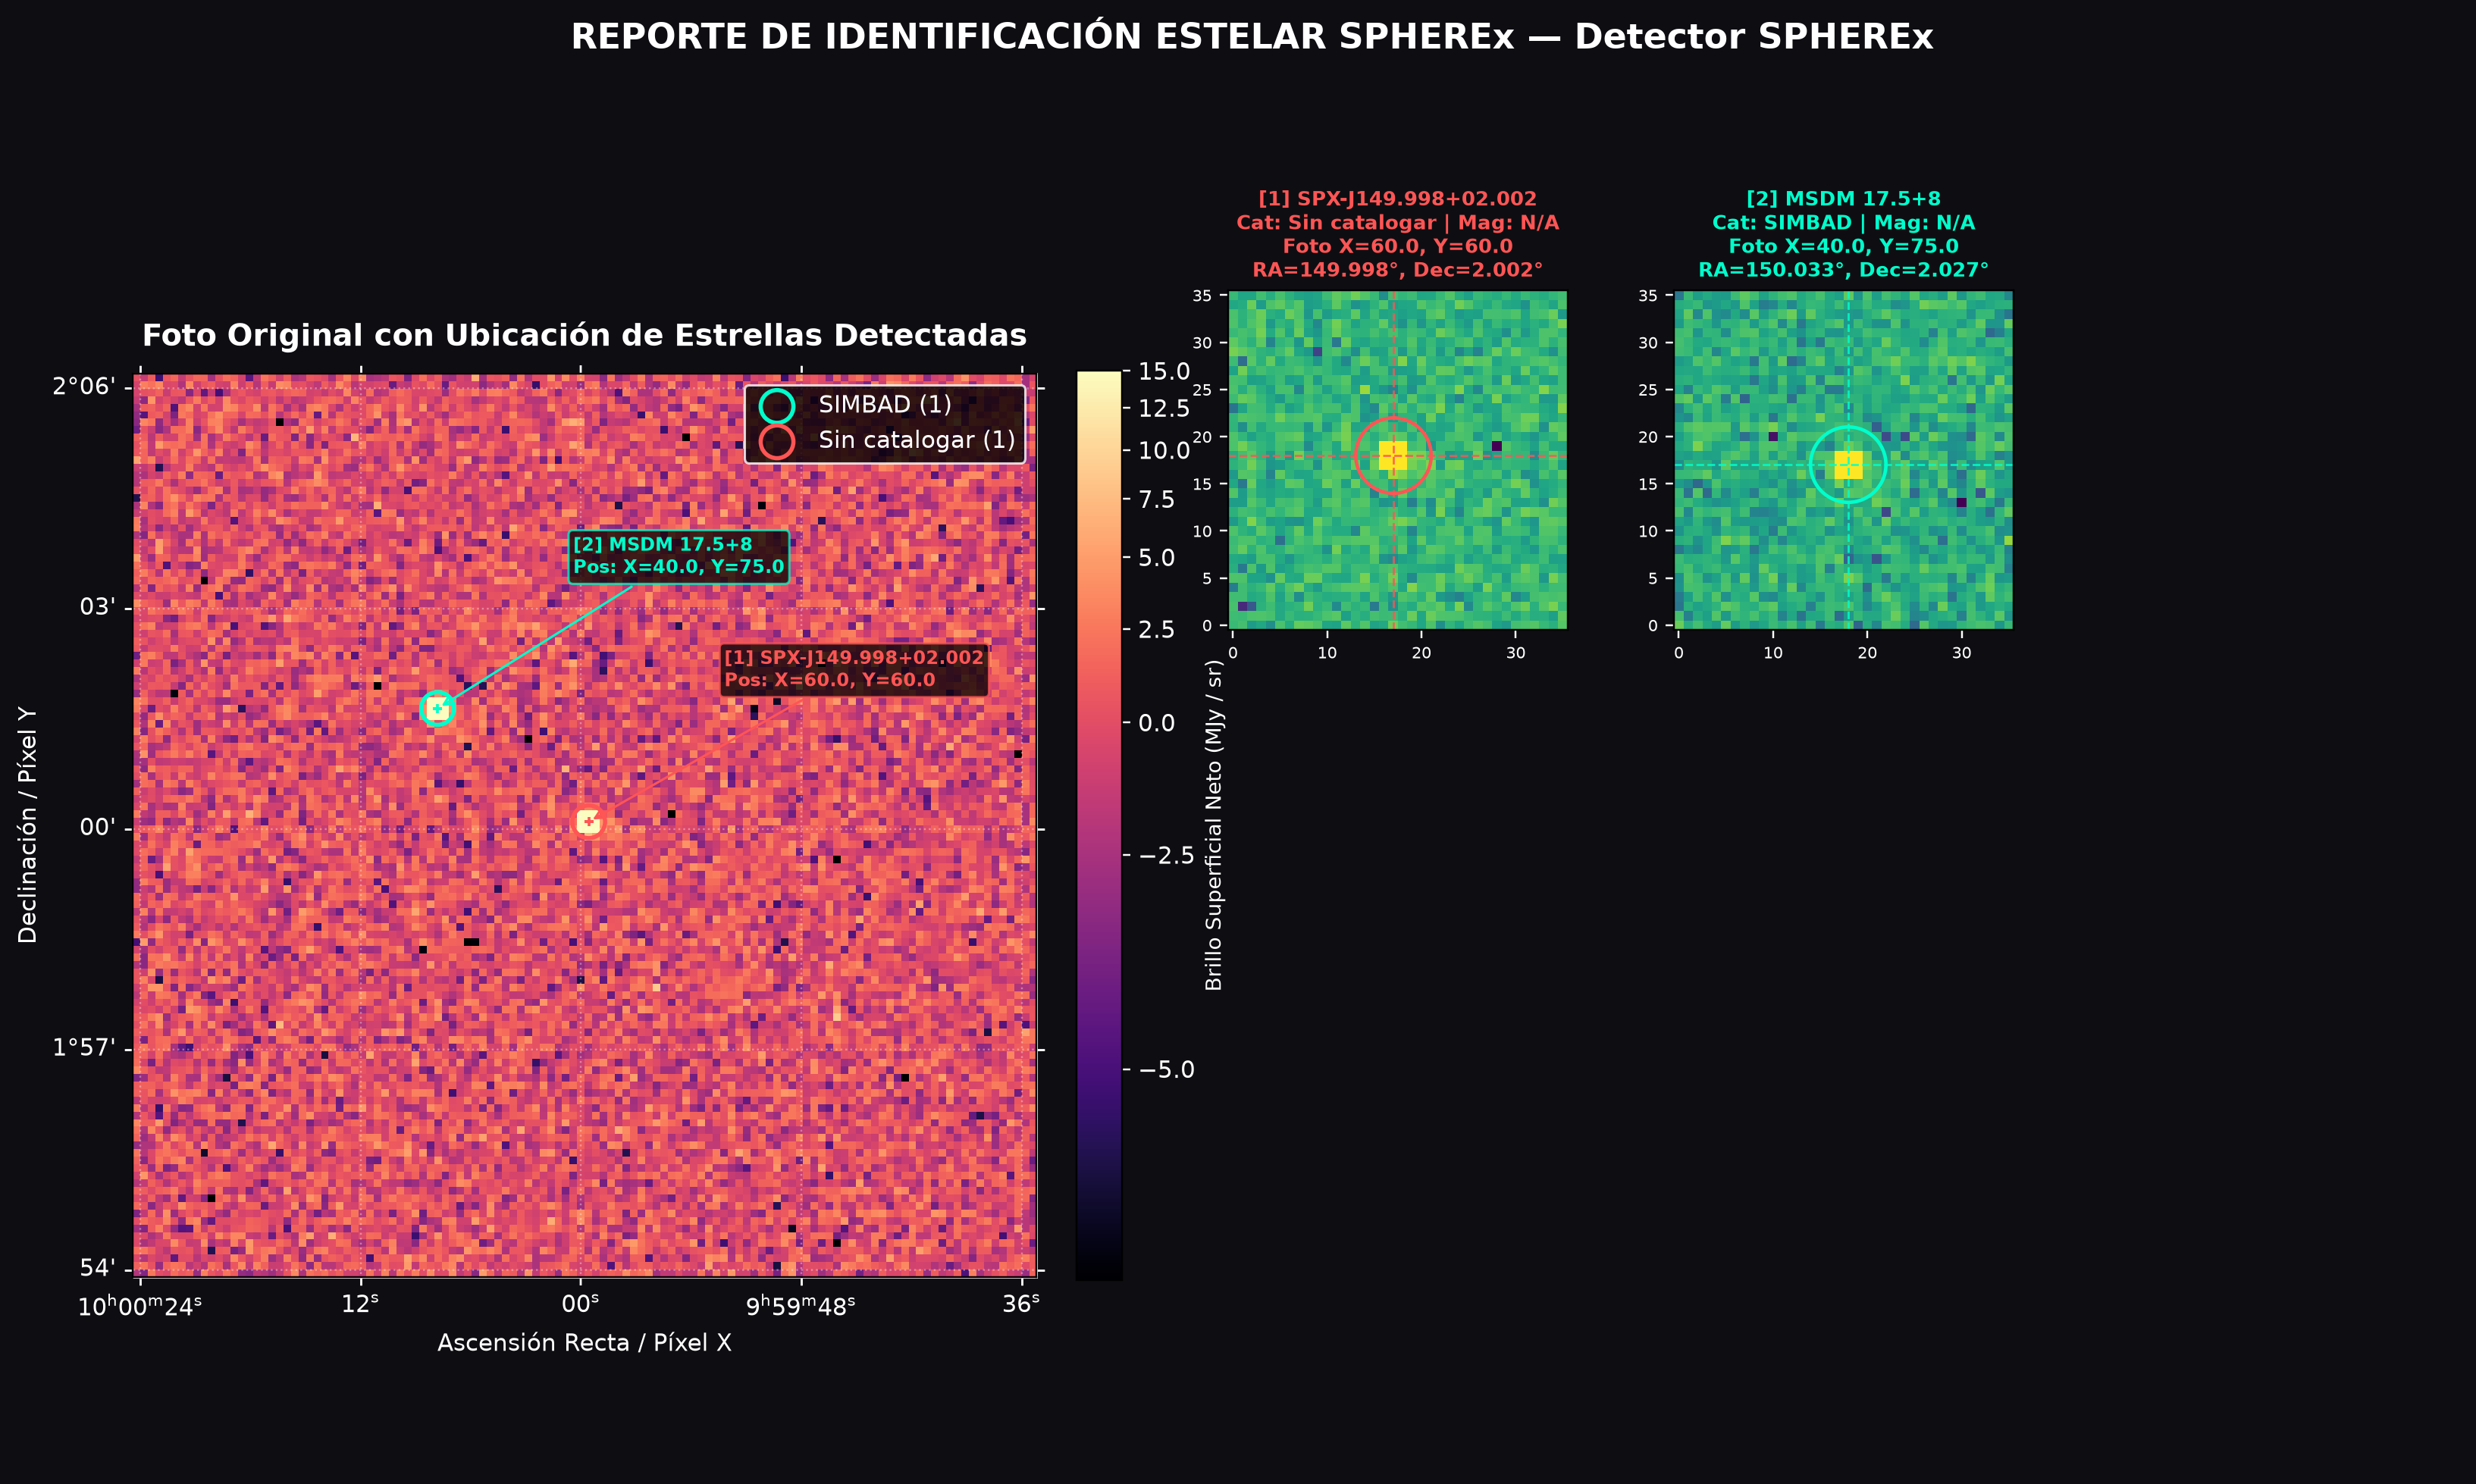 REPORTE DE IDENTIFICACIÓN ESTELAR SPHEREx — Detector SPHEREx
Foto Original con Ubicación de Estrellas Detectadas
2°06'
03'
00'
1°57'
54'
Declinación / Píxel Y
10ʰ00ᵐ24ˢ
12ˢ
00ˢ
9ʰ59ᵐ48ˢ
36ˢ
Ascensión Recta / Píxel X
SIMBAD (1)
Sin catalogar (1)
[2] MSDM 17.5+8
Pos: X=40.0, Y=75.0
[1] SPX-J149.998+02.002
Pos: X=60.0, Y=60.0
15.0
12.5
10.0
7.5
5.0
2.5
0.0
−2.5
−5.0
Brillo Superficial Neto (MJy / sr)
[1] SPX-J149.998+02.002
Cat: Sin catalogar | Mag: N/A
Foto X=60.0, Y=60.0
RA=149.998°, Dec=2.002°
35
30
25
20
15
10
5
0
0
10
20
30
[2] MSDM 17.5+8
Cat: SIMBAD | Mag: N/A
Foto X=40.0, Y=75.0
RA=150.033°, Dec=2.027°
35
30
25
20
15
10
5
0
0
10
20
30